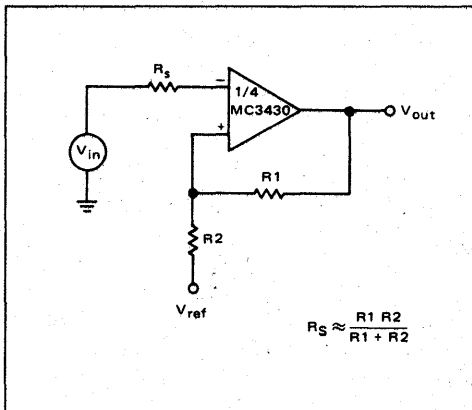 Rs
−
1/4
MC3430
+
Vout
Vin
R1
R2
Vref
RS ≈ R1 R2 / R1 + R2